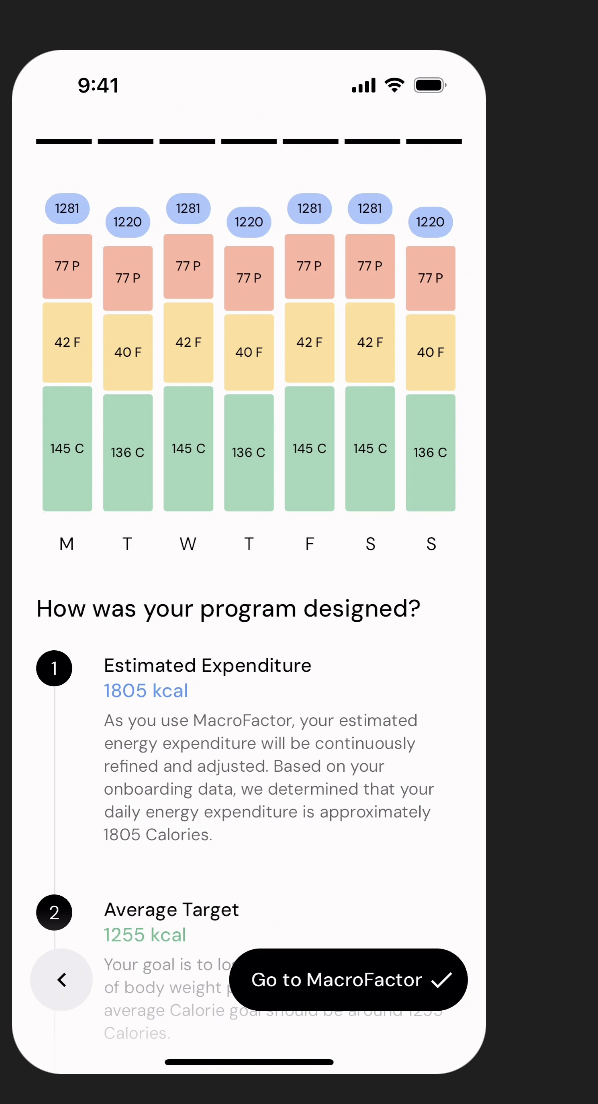 9:41
1281 1220 1281 1220 1281 1281 1220
77 P 77 P 77 P 77 P 77 P 77 P 77 P
42 F 40 F 42 F 40 F 42 F 42 F 40 F
145 C 136 C 145 C 136 C 145 C 145 C 136 C
M T W T F S S
How was your program designed?
1 Estimated Expenditure
1805 kcal
As you use MacroFactor, your estimated
energy expenditure will be continuously
refined and adjusted. Based on your
onboarding data, we determined that your
daily energy expenditure is approximately
1805 Calories.
2 Average Target
1255 kcal
Your goal is to
of body weight
Go to MacroFactor
average Calorie goal should be around 1255
Calories.